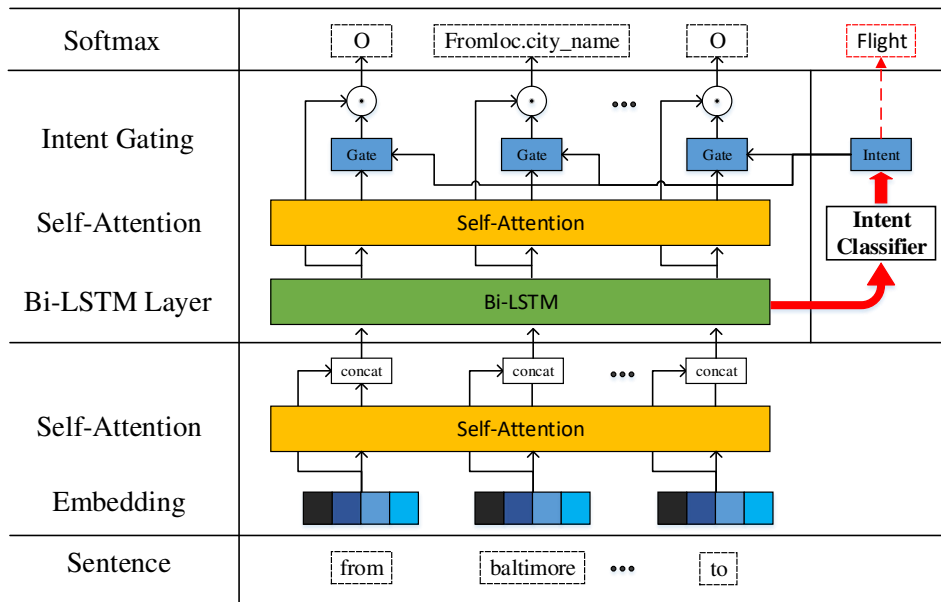 Softmax
O
Fromloc.city_name
O
Flight
Intent Gating
Gate
Gate
Gate
Intent
Self-Attention
Self-Attention
Intent
Classifier
Bi-LSTM Layer
Bi-LSTM
concat
concat
concat
Self-Attention
Self-Attention
Embedding
Sentence
from
baltimore
to